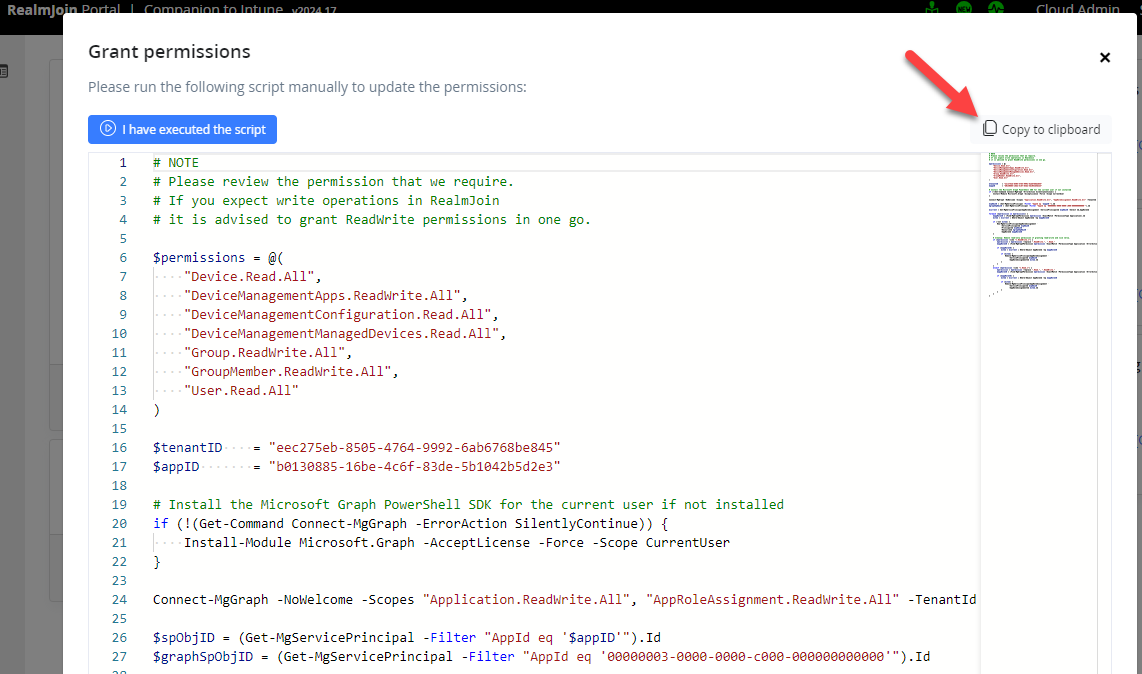 RealmJoin Portal | Companion to Intune v2024.17
NEW
Cloud Admin
Grant permissions
Please run the following script manually to update the permissions:
I have executed the script
Copy to clipboard
1 # NOTE
2 # Please review the permission that we require.
3 # If you expect write operations in RealmJoin
4 # it is advised to grant ReadWrite permissions in one go.
5
6 $permissions = @(
7 ····"Device.Read.All",
8 ····"DeviceManagementApps.ReadWrite.All",
9 ····"DeviceManagementConfiguration.Read.All",
10 ····"DeviceManagementManagedDevices.Read.All",
11 ····"Group.ReadWrite.All",
12 ····"GroupMember.ReadWrite.All",
13 ····"User.Read.All"
14 )
15
16 $tenantID····= "eec275eb-8505-4764-9992-6ab6768be845"
17 $appID·······= "b0130885-16be-4c6f-83de-5b1042b5d2e3"
18
19 # Install the Microsoft Graph PowerShell SDK for the current user if not installed
20 if (!(Get-Command Connect-MgGraph -ErrorAction SilentlyContinue)) {
21 ····Install-Module Microsoft.Graph -AcceptLicense -Force -Scope CurrentUser
22 }
23
24 Connect-MgGraph -NoWelcome -Scopes "Application.ReadWrite.All", "AppRoleAssignment.ReadWrite.All" -TenantId
25
26 $spObjID = (Get-MgServicePrincipal -Filter "AppId eq '$appID'").Id
27 $graphSpObjID = (Get-MgServicePrincipal -Filter "AppId eq '00000003-0000-0000-c000-000000000000'").Id